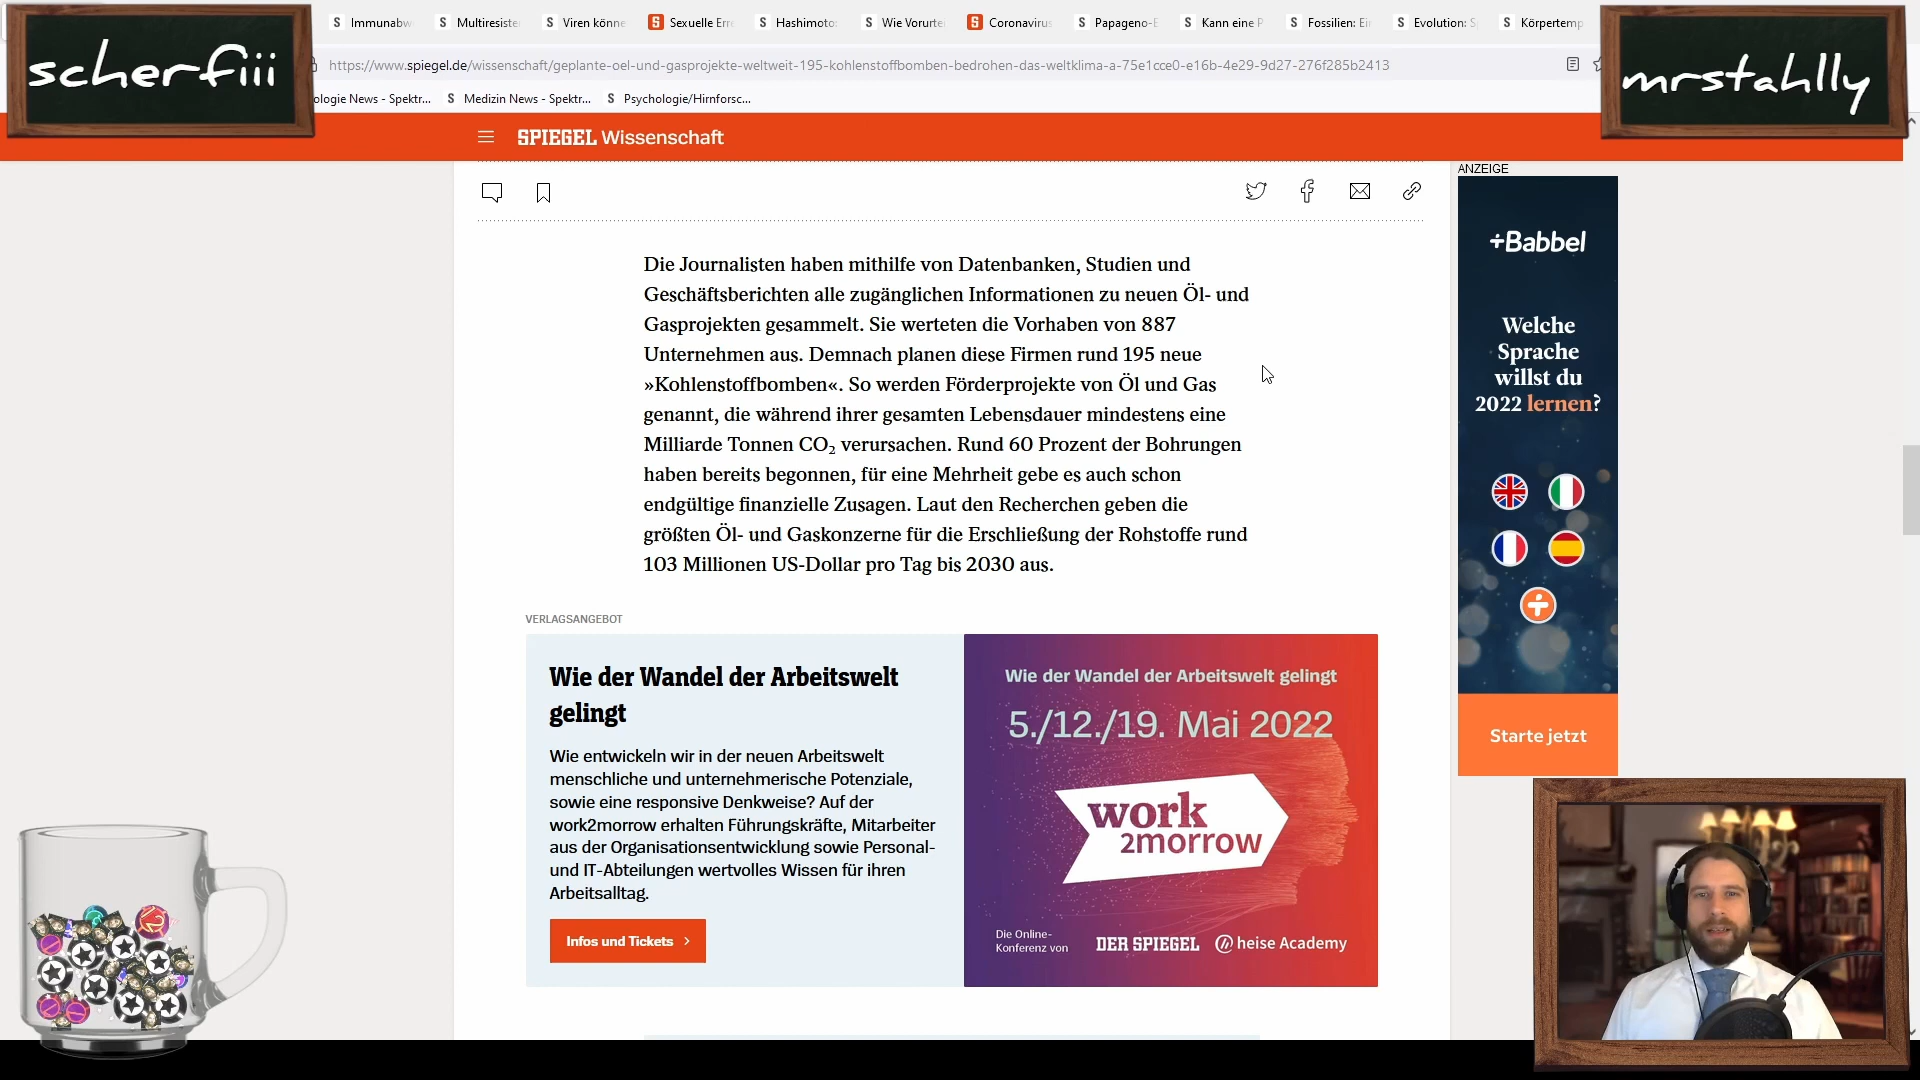 scherfiii
Immunabw
Multiresiste
Viren könne
Sexuelle Erre
Hashimoto:
Wie Vorurtei
Coronavirus
Papageno-E
Kann eine P
Fossilien: Ei
Evolution: S
Körpertemp
mrstahlly
https://www.spiegel.de/wissenschaft/geplante-oel-und-gasprojekte-weltweit-195-kohlenstoffbomben-bedrohen-das-weltklima-a-75e1cce0-e16b-4e29-9d27-276f285b2413
ologie News - Spektr...
Medizin News - Spektr...
Psychologie/Hirnforsc...
SPIEGEL Wissenschaft
ANZEIGE
Die Journalisten haben mithilfe von Datenbanken, Studien und
Geschäftsberichten alle zugänglichen Informationen zu neuen Öl- und
Gasprojekten gesammelt. Sie werteten die Vorhaben von 887
Unternehmen aus. Demnach planen diese Firmen rund 195 neue
»Kohlenstoffbomben«. So werden Förderprojekte von Öl und Gas
genannt, die während ihrer gesamten Lebensdauer mindestens eine
Milliarde Tonnen CO₂ verursachen. Rund 60 Prozent der Bohrungen
haben bereits begonnen, für eine Mehrheit gebe es auch schon
endgültige finanzielle Zusagen. Laut den Recherchen geben die
größten Öl- und Gaskonzerne für die Erschließung der Rohstoffe rund
103 Millionen US-Dollar pro Tag bis 2030 aus.
+Babbel
Welche
Sprache
willst du
2022 lernen?
Starte jetzt
VERLAGSANGEBOT
Wie der Wandel der Arbeitswelt
gelingt
Wie entwickeln wir in der neuen Arbeitswelt
menschliche und unternehmerische Potenziale,
sowie eine responsive Denkweise? Auf der
work2morrow erhalten Führungskräfte, Mitarbeiter
aus der Organisationsentwicklung sowie Personal-
und IT-Abteilungen wertvolles Wissen für ihren
Arbeitsalltag.
Infos und Tickets
Wie der Wandel der Arbeitswelt gelingt
5./12./19. Mai 2022
work
2morrow
Die Online-
Konferenz von
DER SPIEGEL
heise Academy